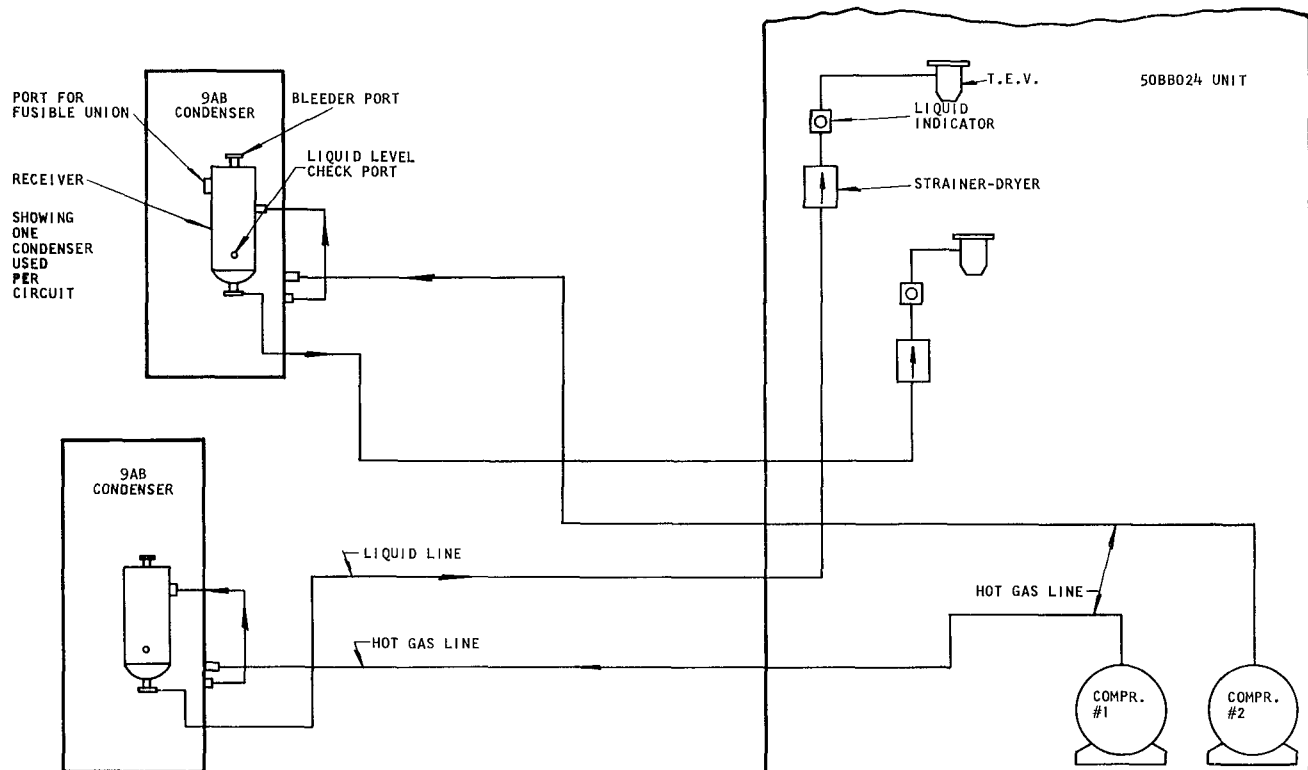 PORT FOR
FUSIBLE UNION
9AB
CONDENSER
BLEEDER PORT
LIQUID LEVEL
CHECK PORT
RECEIVER
SHOWING
ONE
CONDENSER
USED
PER
CIRCUIT
T.E.V.
50BB024 UNIT
LIQUID
INDICATOR
STRAINER-DRYER
9AB
CONDENSER
LIQUID LINE
HOT GAS LINE
HOT GAS LINE
COMPR.
#1
COMPR.
#2